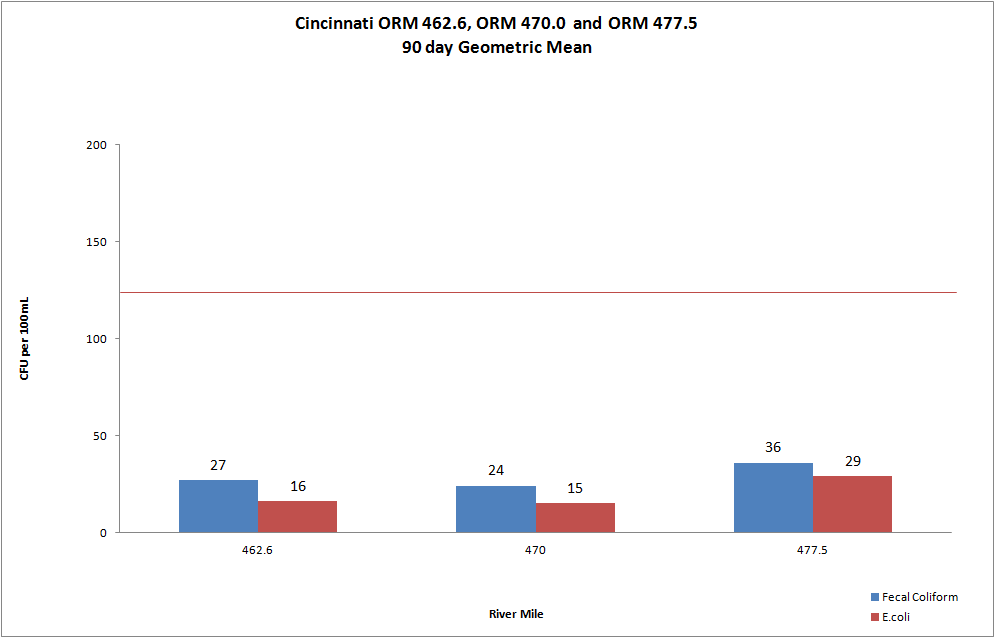 Cincinnati ORM 462.6, ORM 470.0 and ORM 477.5
90 day Geometric Mean
200
150
100
50
0
CFU per 100mL
27
16
24
15
36
29
462.6
470
477.5
River Mile
Fecal Coliform
E.coli